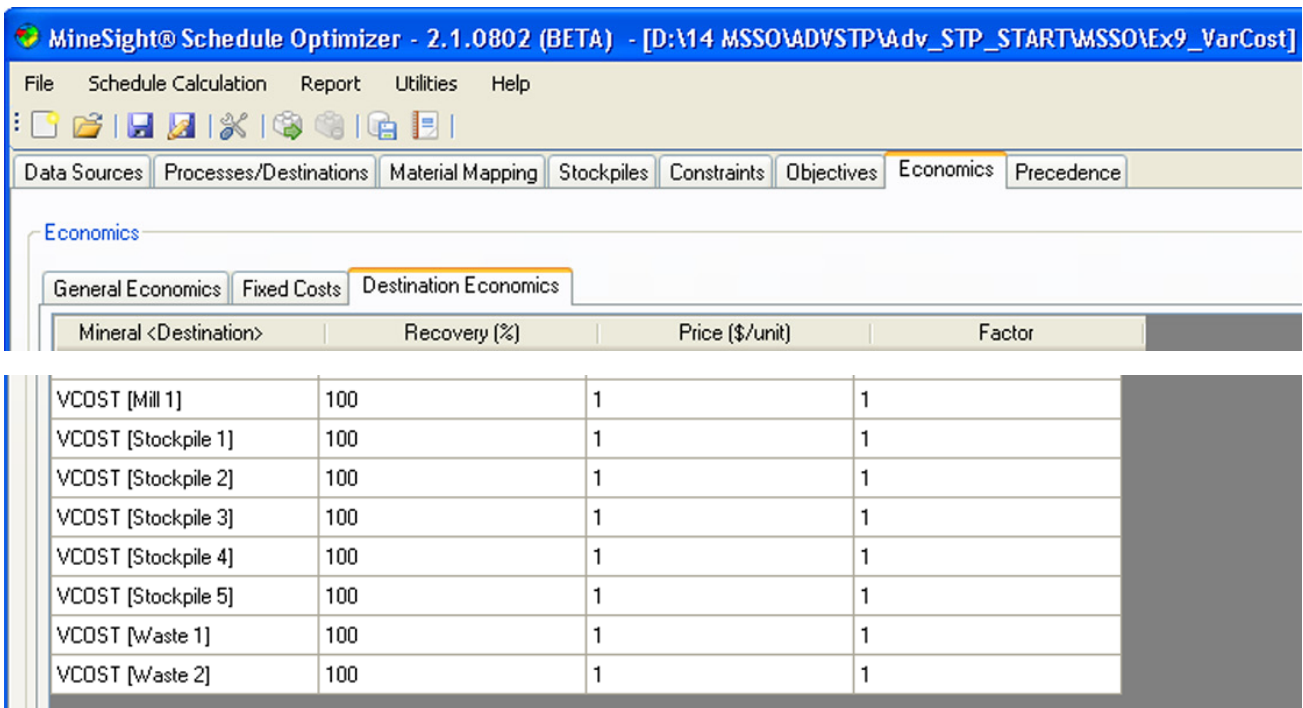 MineSight® Schedule Optimizer - 2.1.0802 (BETA) - [D:\14 MSSO\ADVSTP\Adv_STP_START\MSSO\Ex9_VarCost]
File Schedule Calculation Report Utilities Help
Data Sources Processes/Destinations Material Mapping Stockpiles Constraints Objectives Economics Precedence
Economics
General Economics Fixed Costs Destination Economics
Mineral <Destination> Recovery (%) Price ($/unit) Factor
VCOST [Mill 1] 100 1 1
VCOST [Stockpile 1] 100 1 1
VCOST [Stockpile 2] 100 1 1
VCOST [Stockpile 3] 100 1 1
VCOST [Stockpile 4] 100 1 1
VCOST [Stockpile 5] 100 1 1
VCOST [Waste 1] 100 1 1
VCOST [Waste 2] 100 1 1